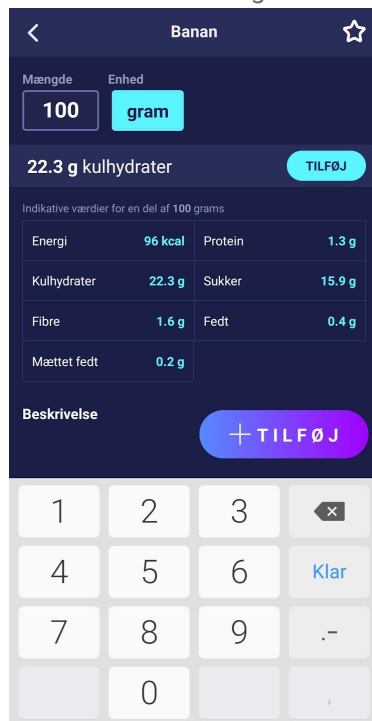 Banan
Mængde Enhed
100 gram
22.3 g kulhydrater TILFØJ
Indikative værdier for en del af 100 grams
Energi 96 kcal Protein 1.3 g
Kulhydrater 22.3 g Sukker 15.9 g
Fibre 1.6 g Fedt 0.4 g
Mættet fedt 0.2 g
Beskrivelse
+ TILFØJ
1 2 3
4 5 6 Klar
7 8 9 .-
0 ,